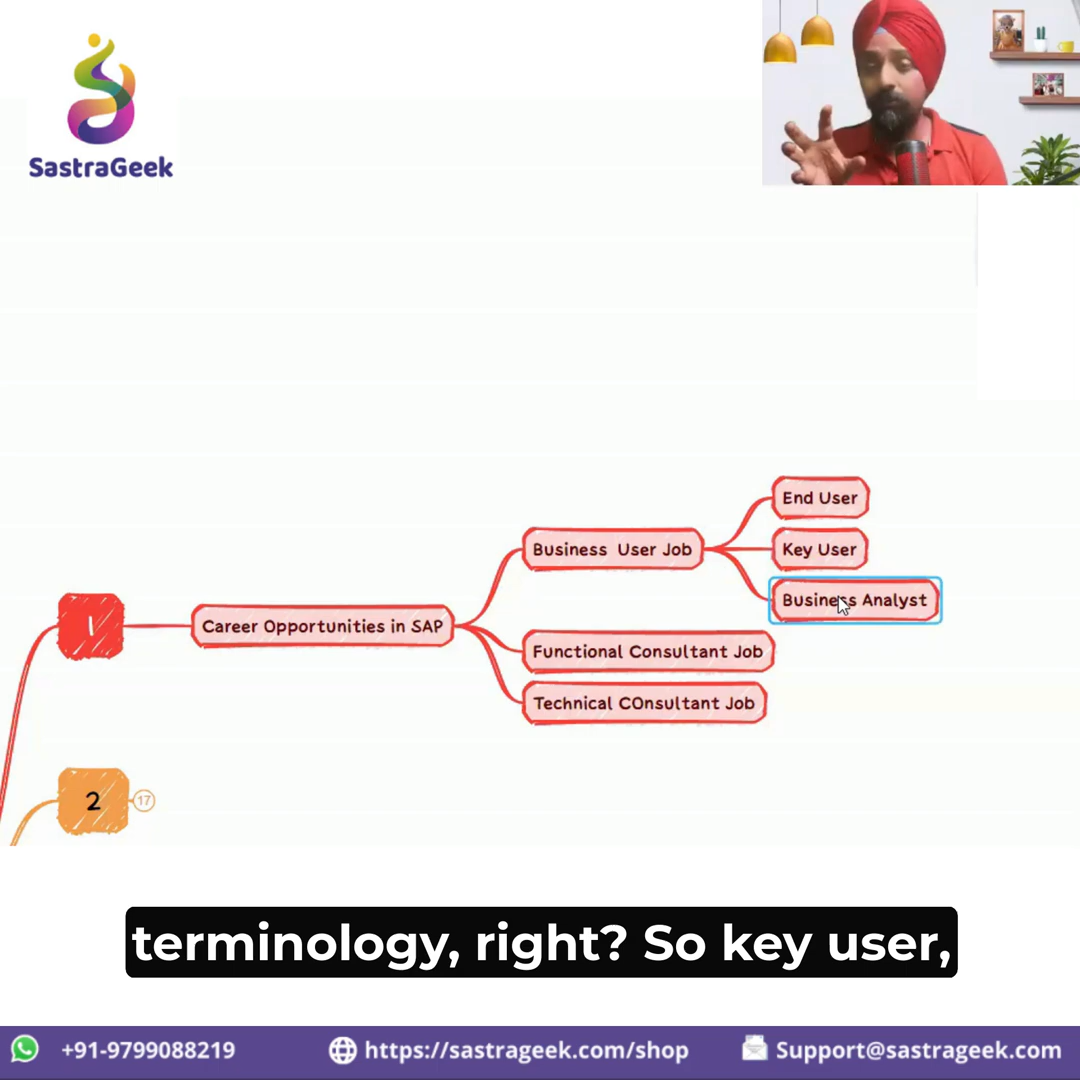 SastraGeek
End User
Business  User Job
Key User
Business Analyst
1
Career Opportunities in SAP
Functional Consultant Job
Technical COnsultant Job
2
17
terminology, right? So key user,
+91-9799088219
https://sastrageek.com/shop
Support@sastrageek.com